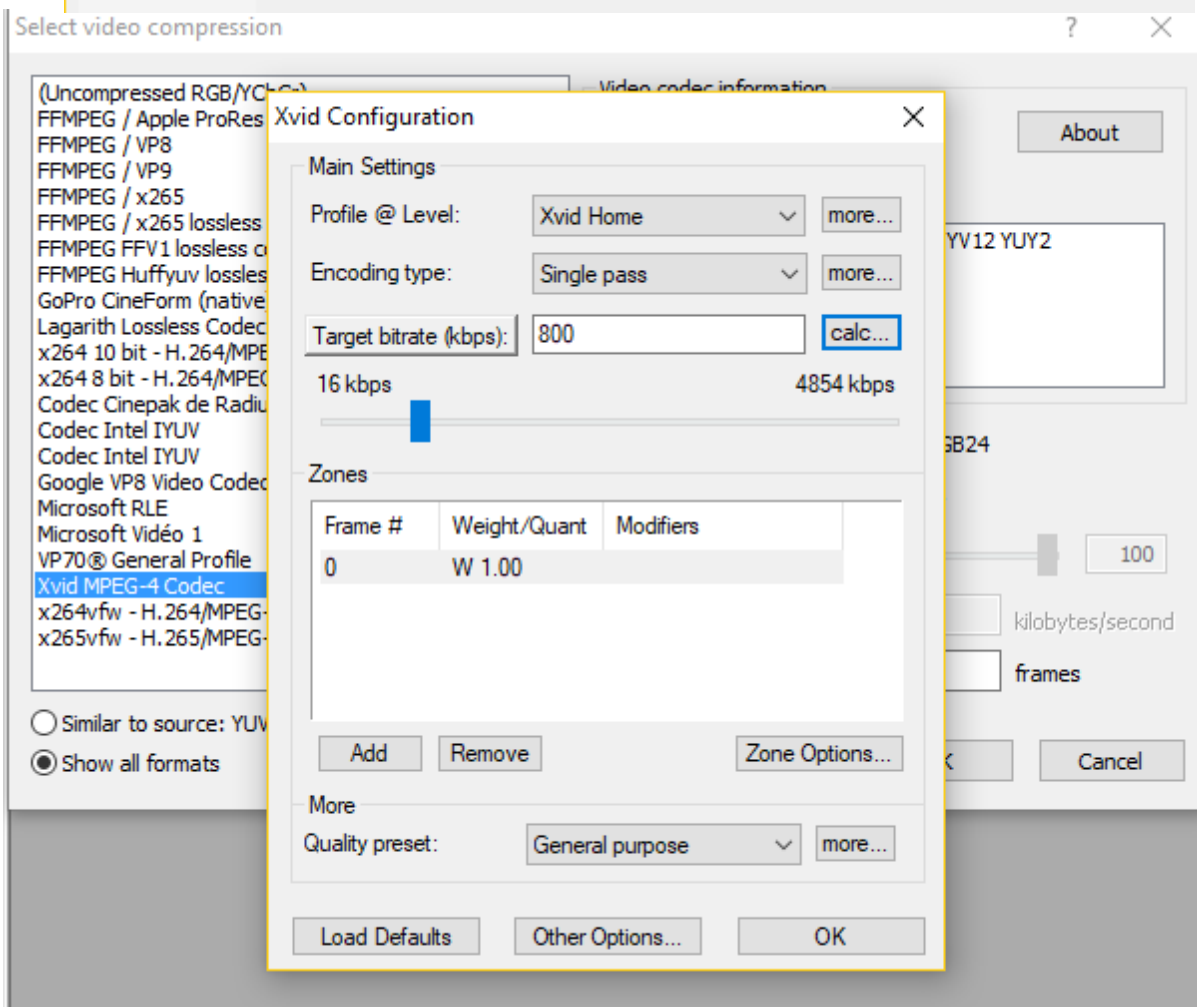 Select video compression
?
(Uncompressed RGB/YCbCr)
FFMPEG / Apple ProRes
FFMPEG / VP8
FFMPEG / VP9
FFMPEG / x265
FFMPEG / x265 lossless
FFMPEG FFV1 lossless c
FFMPEG Huffyuv lossles
GoPro CineForm (native)
Lagarith Lossless Codec
x264 10 bit - H.264/MPE
x264 8 bit - H.264/MPEG
Codec Cinepak de Radiu
Codec Intel IYUV
Codec Intel IYUV
Google VP8 Video Codec
Microsoft RLE
Microsoft Vidéo 1
VP70® General Profile
Xvid MPEG-4 Codec
x264vfw - H.264/MPEG-
x265vfw - H.265/MPEG-
Similar to source: YUV
Show all formats
Video codec information
About
YV12 YUY2
GB24
100
kilobytes/second
frames
K
Cancel
Xvid Configuration
Main Settings
Profile @ Level: Xvid Home more...
Encoding type: Single pass more...
Target bitrate (kbps): 800 calc...
16 kbps 4854 kbps
Zones
Frame # Weight/Quant Modifiers
0 W 1.00
Add Remove Zone Options...
More
Quality preset: General purpose more...
Load Defaults Other Options... OK